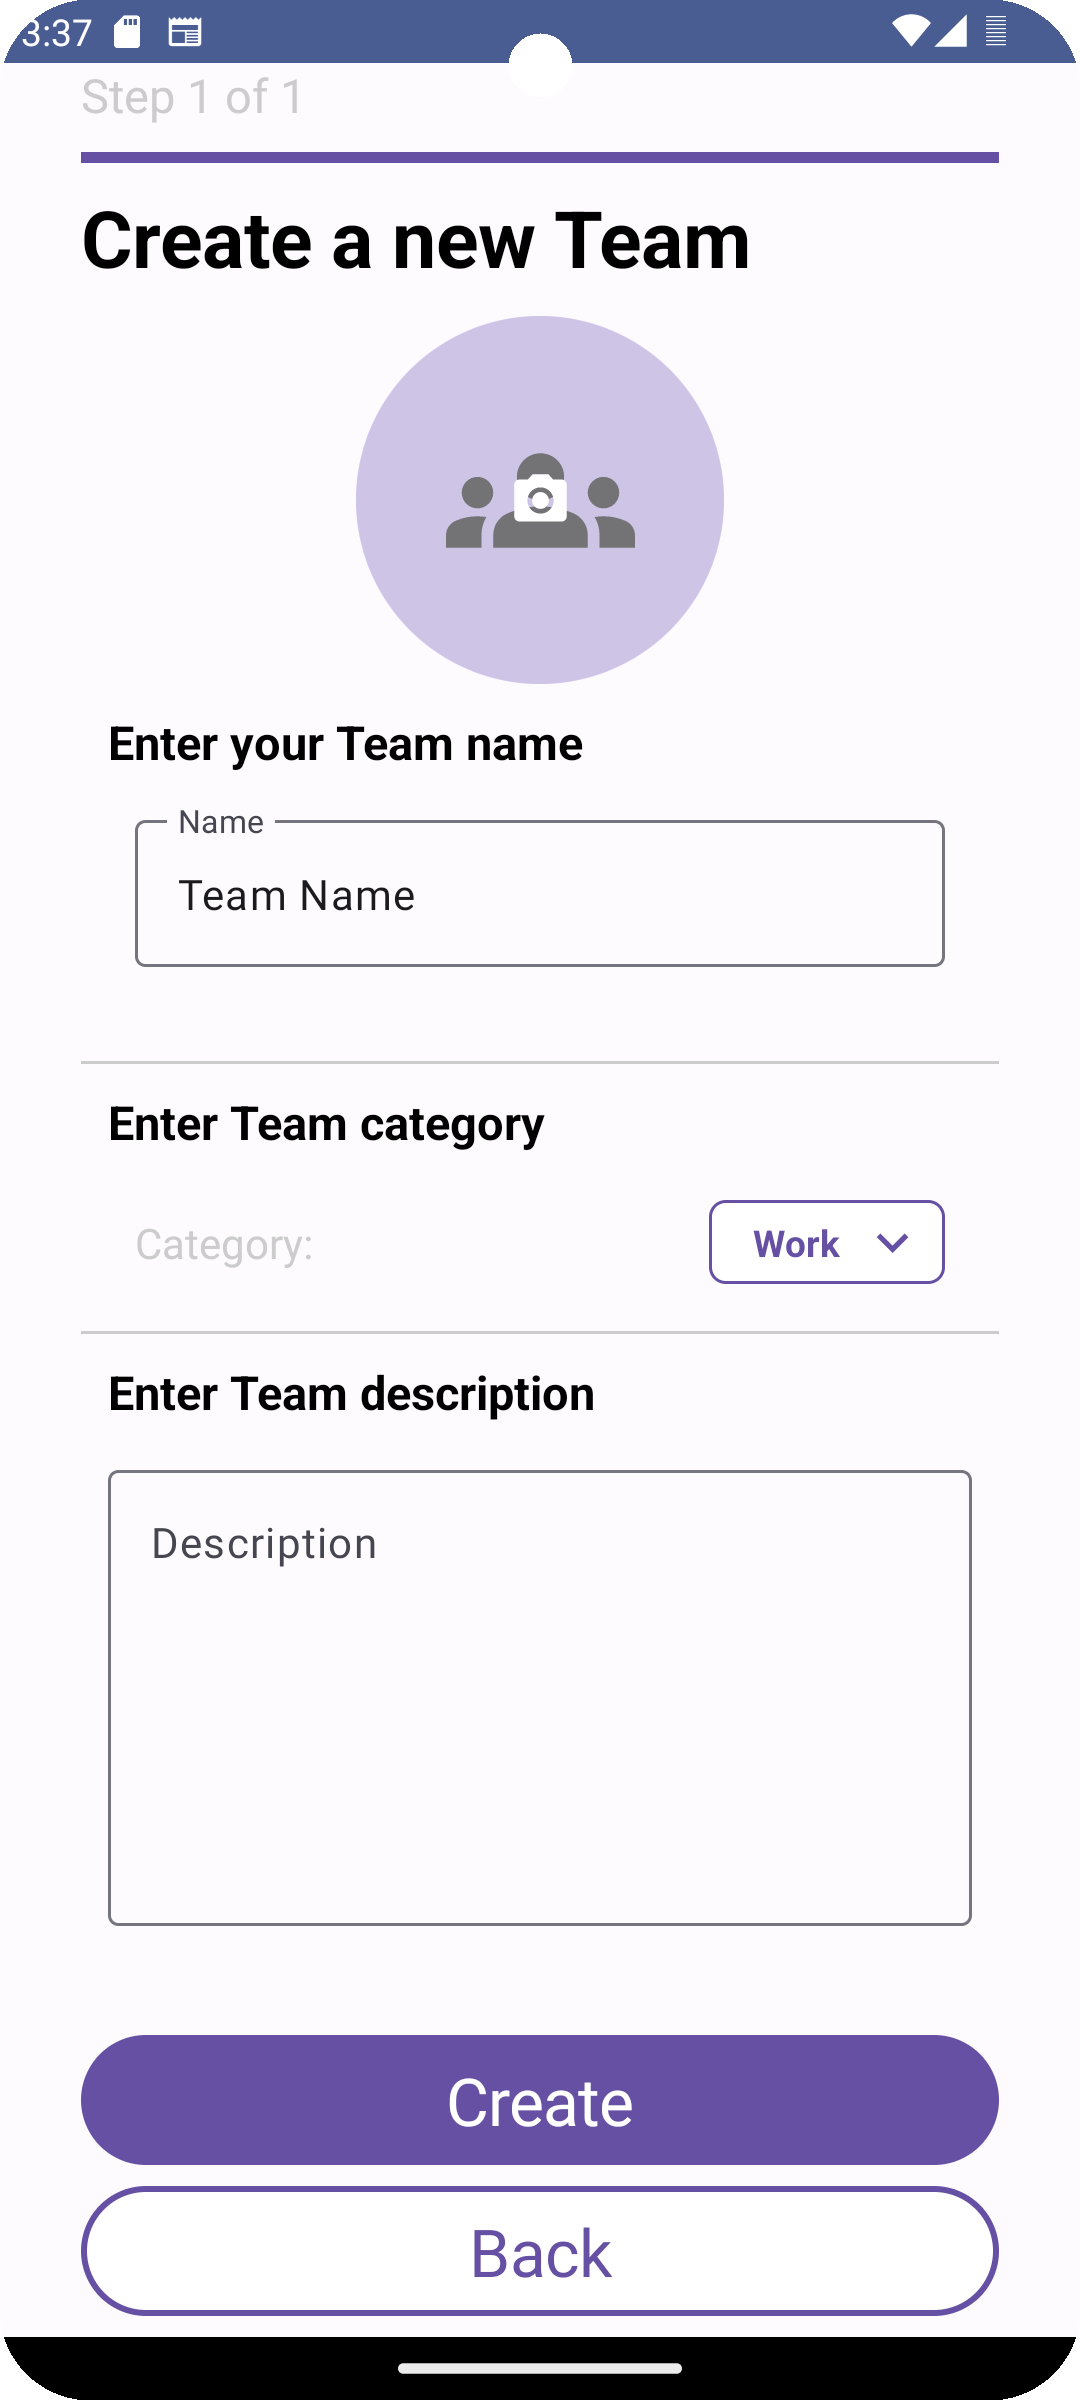 3:37
Step 1 of 1
Create a new Team
Enter your Team name
Name
Team Name
Enter Team category
Category:
Work
Enter Team description
Description
Create
Back